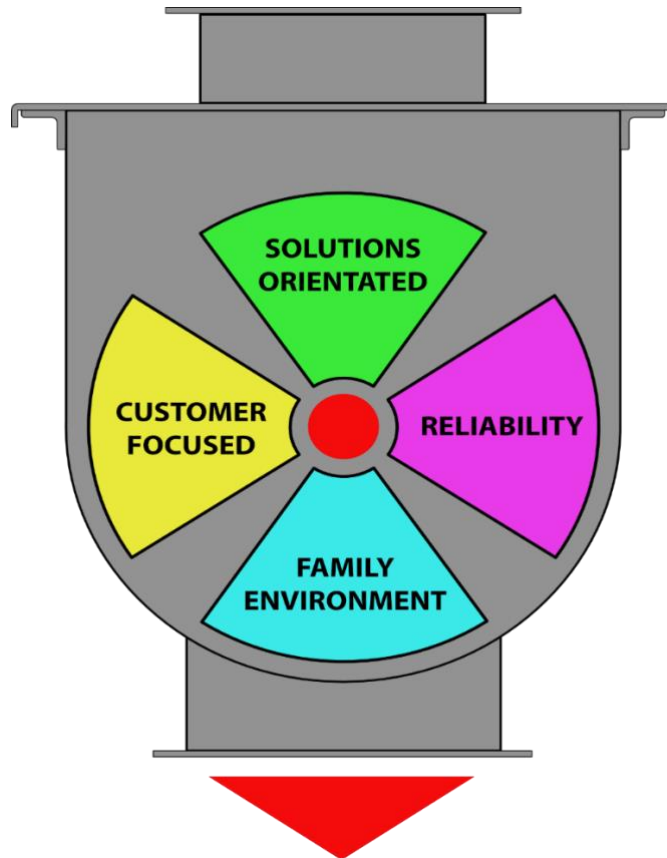 SOLUTIONS
ORIENTATED
CUSTOMER
FOCUSED
RELIABILITY
FAMILY
ENVIRONMENT